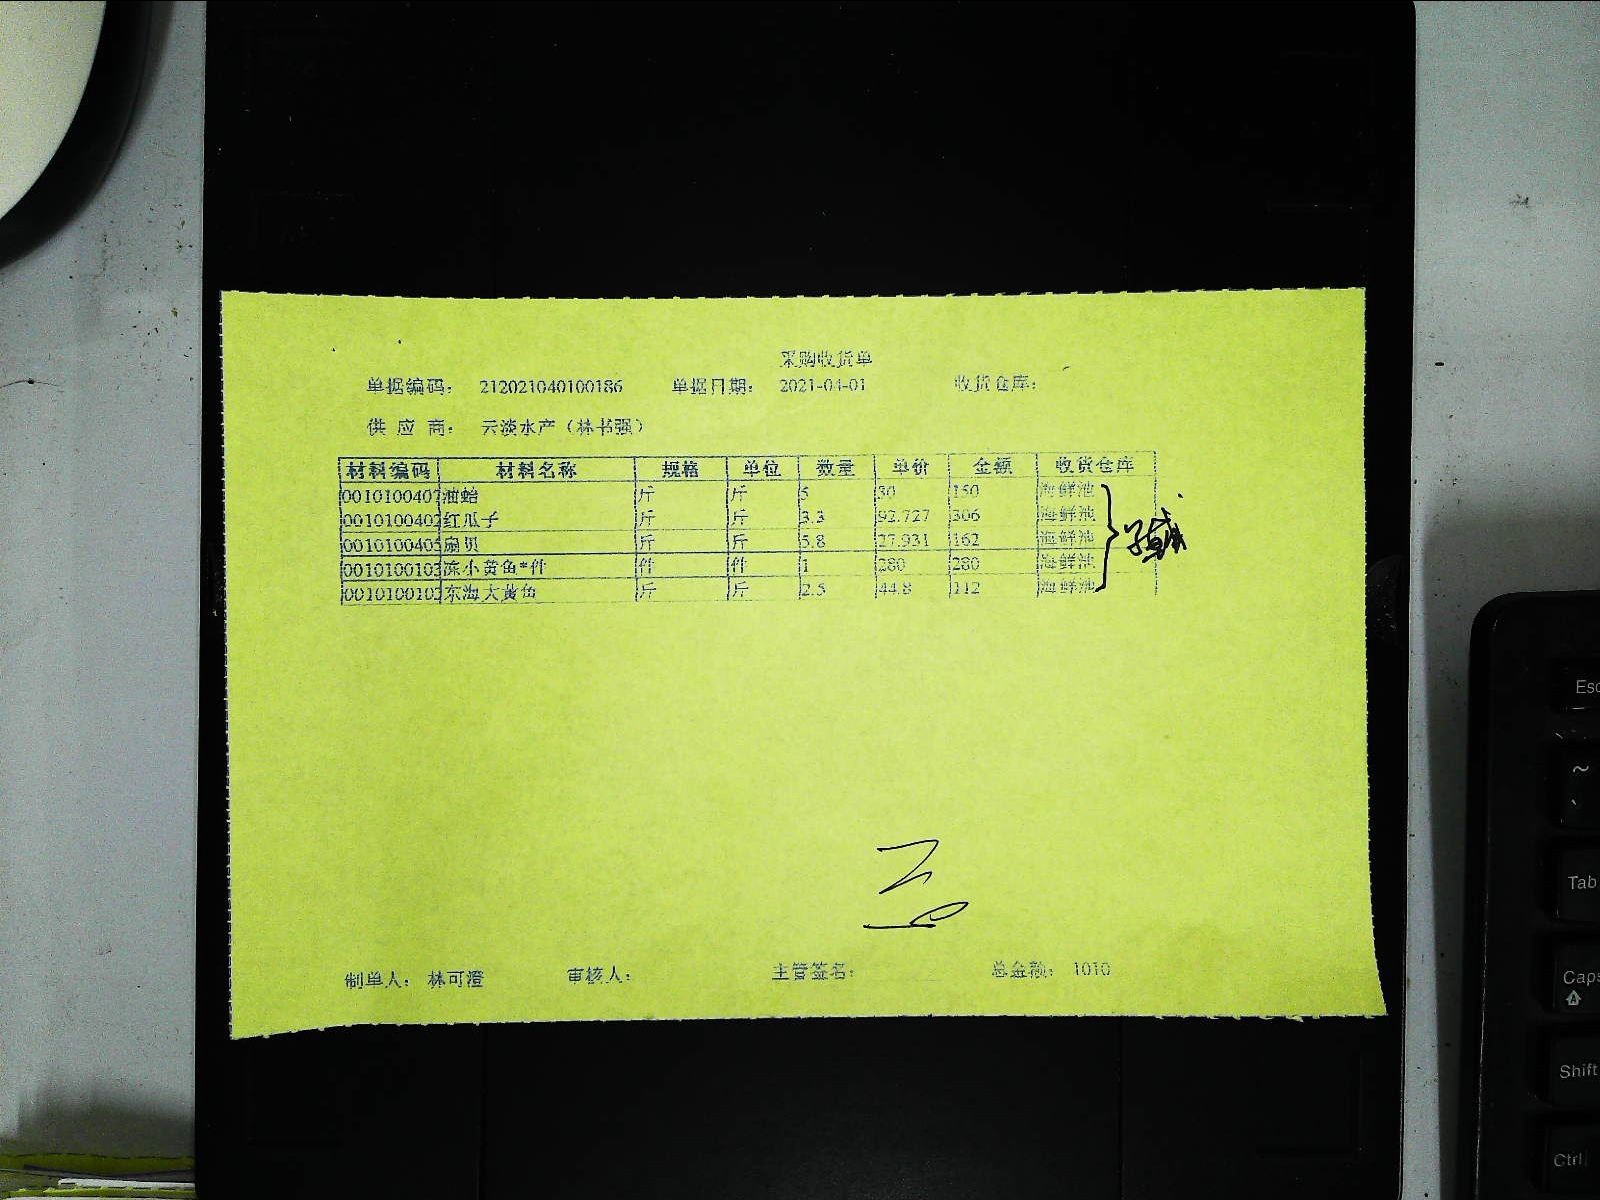 采购收货单
单据编码： 212021040100186 单据日期： 2021-04-01 收货仓库：
供 应 商： 云淡水产（林书强）
材料编码 材料名称 规格 单位 数量 单价 金额 收货仓库
0010100407 油蛤 斤 斤 5 30 150 海鲜池
0010100402 红瓜子 斤 斤 3.3 92.727 306 海鲜池
0010100405 扇贝 斤 斤 5.8 27.931 162 海鲜池
0010100103 冻小黄鱼*件 件 件 1 280 280 海鲜池
0010100103 东海大黄鱼 斤 斤 2.5 44.8 112 海鲜池
制单人： 林可澄 审核人： 主管签名： 总金额： 1010
Esc
~
Tab
Caps
Shift
Ctrl